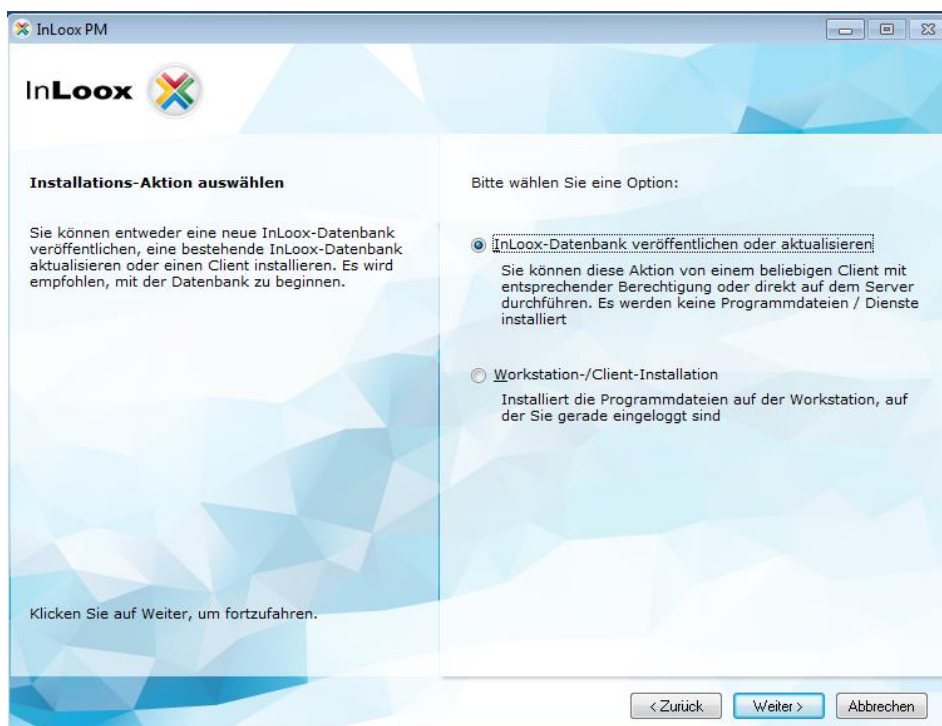 InLoox PM
InLoox
Installations-Aktion auswählen
Sie können entweder eine neue InLoox-Datenbank
veröffentlichen, eine bestehende InLoox-Datenbank
aktualisieren oder einen Client installieren. Es wird
empfohlen, mit der Datenbank zu beginnen.
Klicken Sie auf Weiter, um fortzufahren.
Bitte wählen Sie eine Option:
InLoox-Datenbank veröffentlichen oder aktualisieren
Sie können diese Aktion von einem beliebigen Client mit
entsprechender Berechtigung oder direkt auf dem Server
durchführen. Es werden keine Programmdateien / Dienste
installiert
Workstation-/Client-Installation
Installiert die Programmdateien auf der Workstation, auf
der Sie gerade eingeloggt sind
< Zurück Weiter > Abbrechen